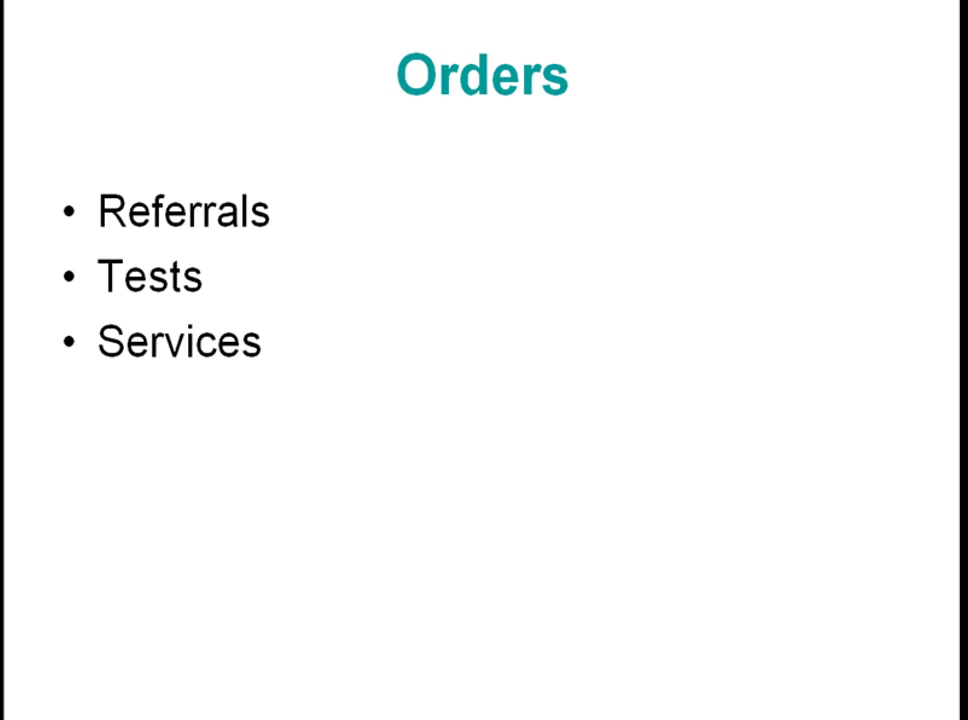 Orders
• Referrals
• Tests
• Services